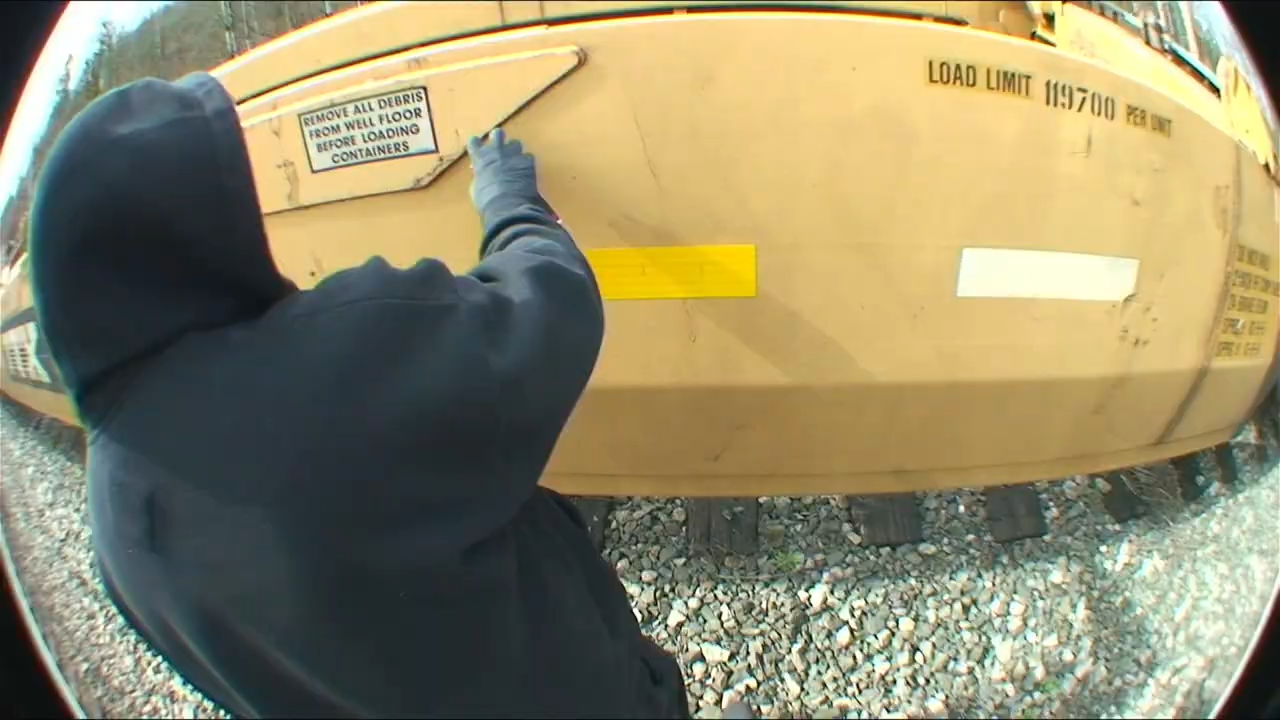 REMOVE ALL DEBRIS
FROM WELL FLOOR
BEFORE LOADING
CONTAINERS
LOAD LIMIT 119700 PER UNIT